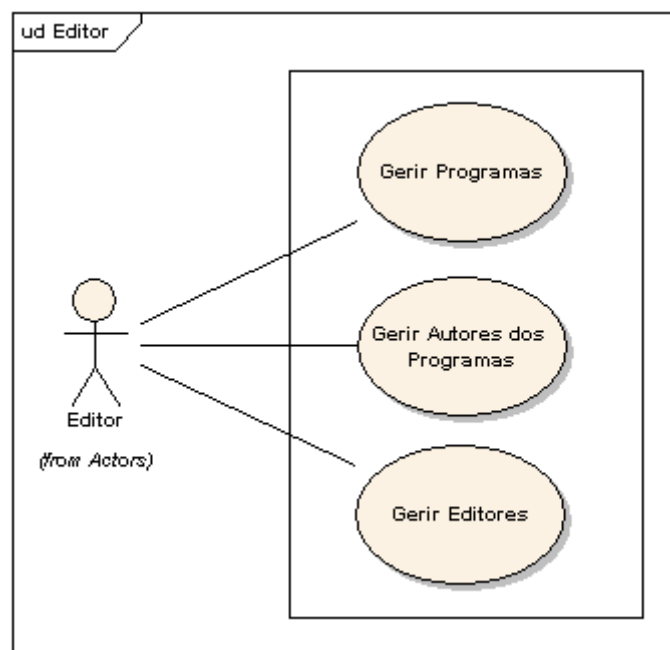 ud Editor
Gerir Programas
Gerir Autores dos
Programas
Editor
(from Actors)
Gerir Editores